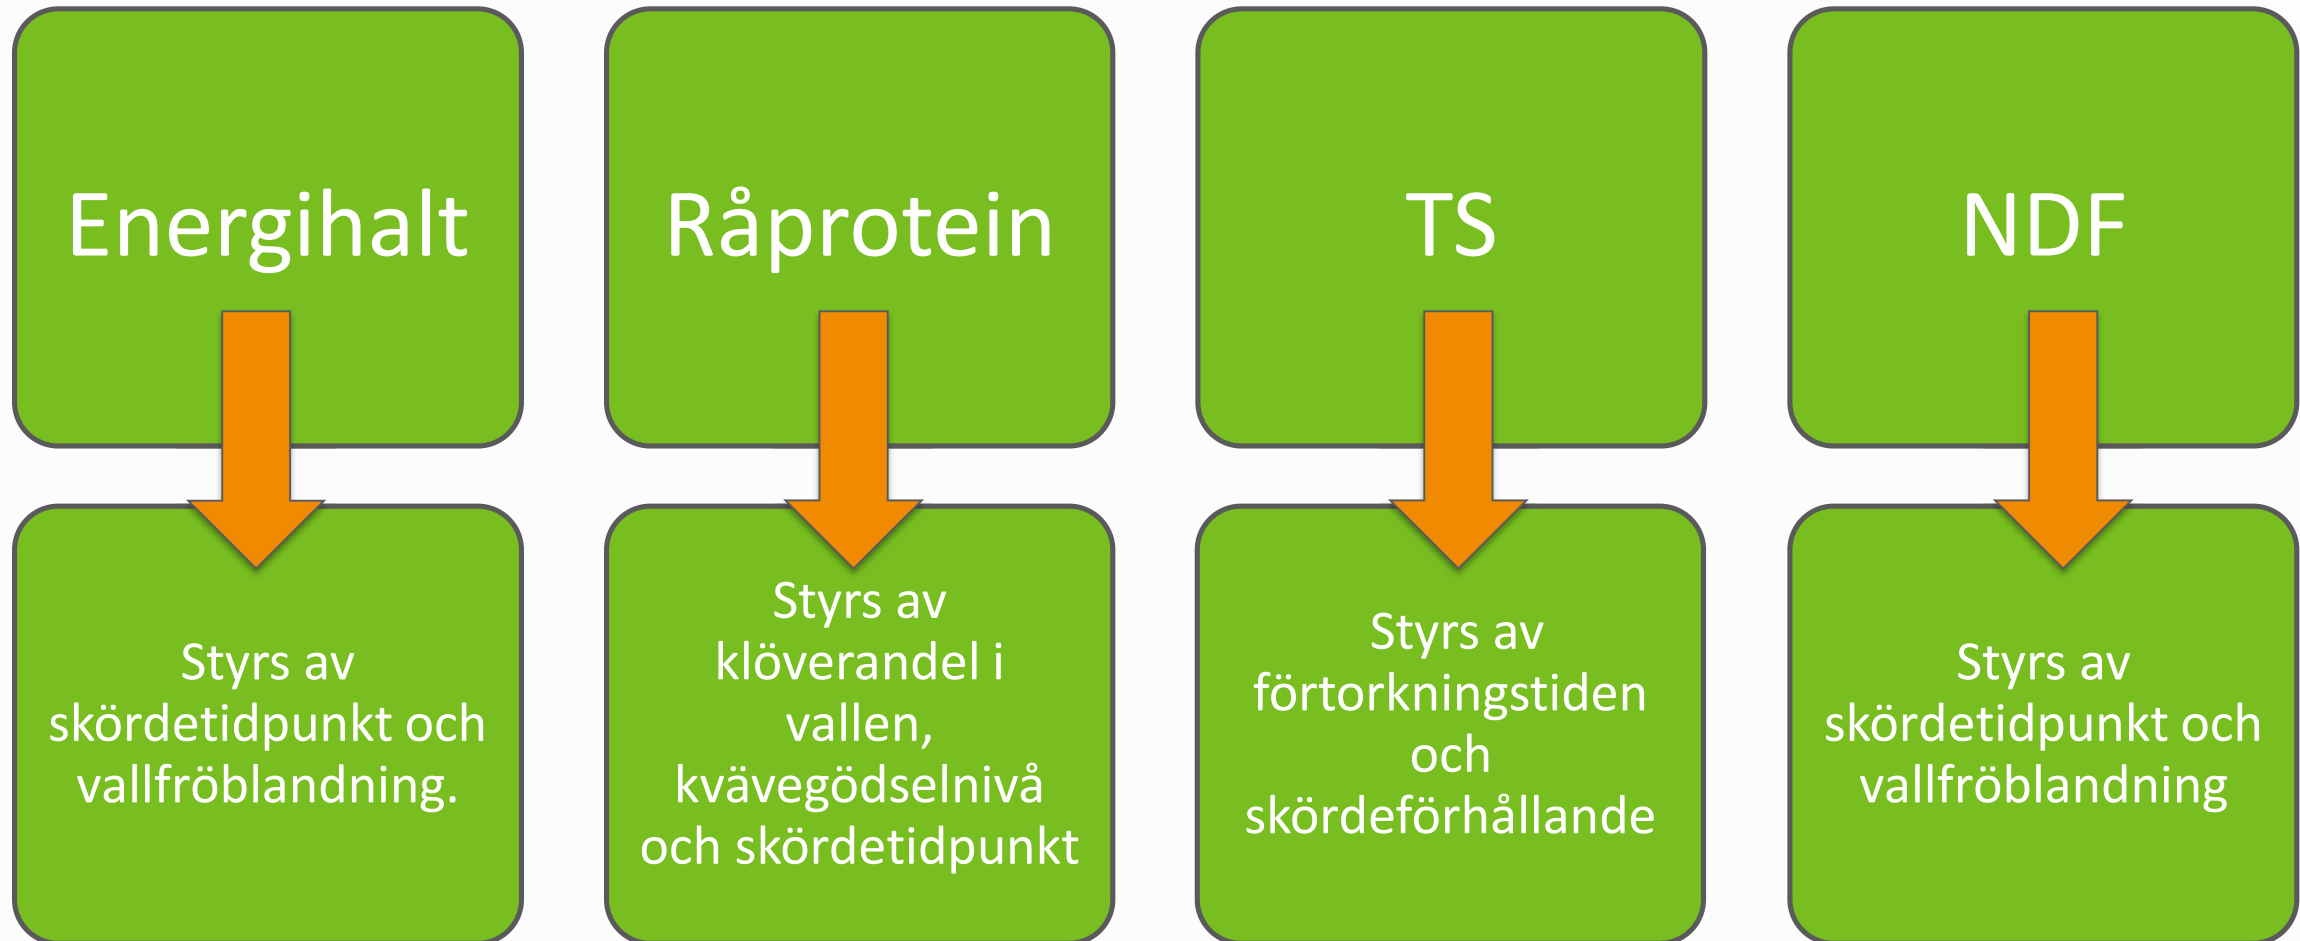 Energihalt
Råprotein
TS
NDF
Styrs av
skördetidpunkt och
vallfröblandning.
Styrs av
klöverandel i
vallen,
kvävegödselnivå
och skördetidpunkt
Styrs av
förtorkningstiden
och
skördeförhållande
Styrs av
skördetidpunkt och
vallfröblandning